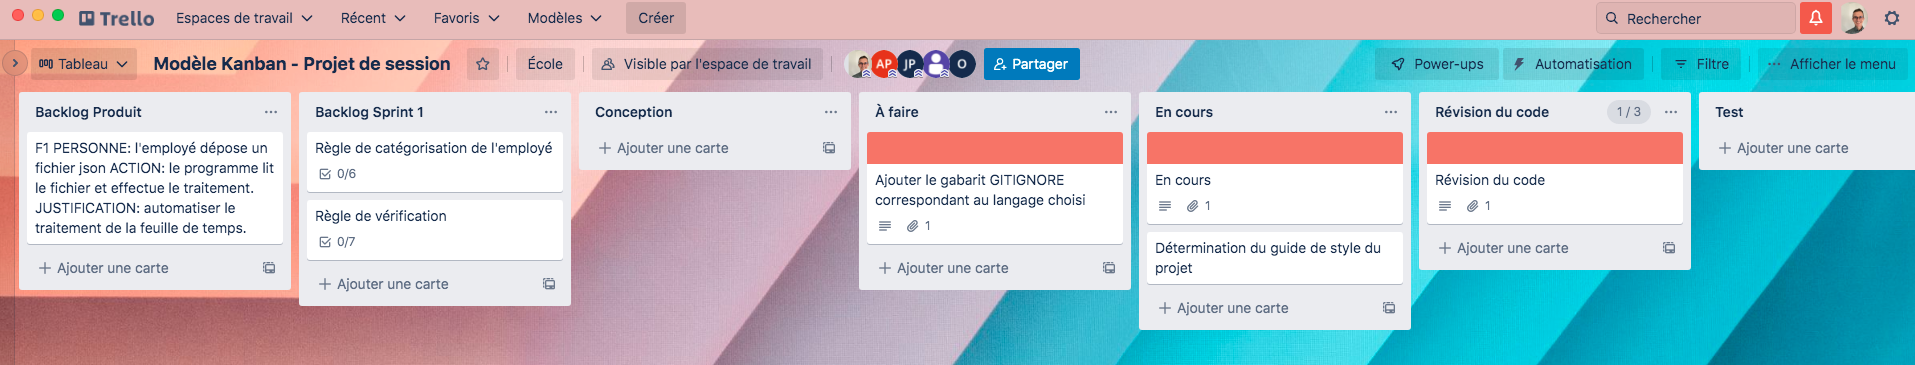 Trello Espaces de travail Récent Favoris Modèles Créer Rechercher
Tableau Modèle Kanban - Projet de session École Visible par l'espace de travail AP JP O Partager Power-ups Automatisation Filtre Afficher le menu
Backlog Produit
F1 PERSONNE: l'employé dépose un
fichier json ACTION: le programme lit
le fichier et effectue le traitement.
JUSTIFICATION: automatiser le
traitement de la feuille de temps.
+ Ajouter une carte
Backlog Sprint 1
Règle de catégorisation de l'employé
0/6
Règle de vérification
0/7
+ Ajouter une carte
Conception
+ Ajouter une carte
À faire
Ajouter le gabarit GITIGNORE
correspondant au langage choisi
1
+ Ajouter une carte
En cours
En cours
1
Détermination du guide de style du
projet
+ Ajouter une carte
Révision du code 1 / 3
Révision du code
1
+ Ajouter une carte
Test
+ Ajouter une carte